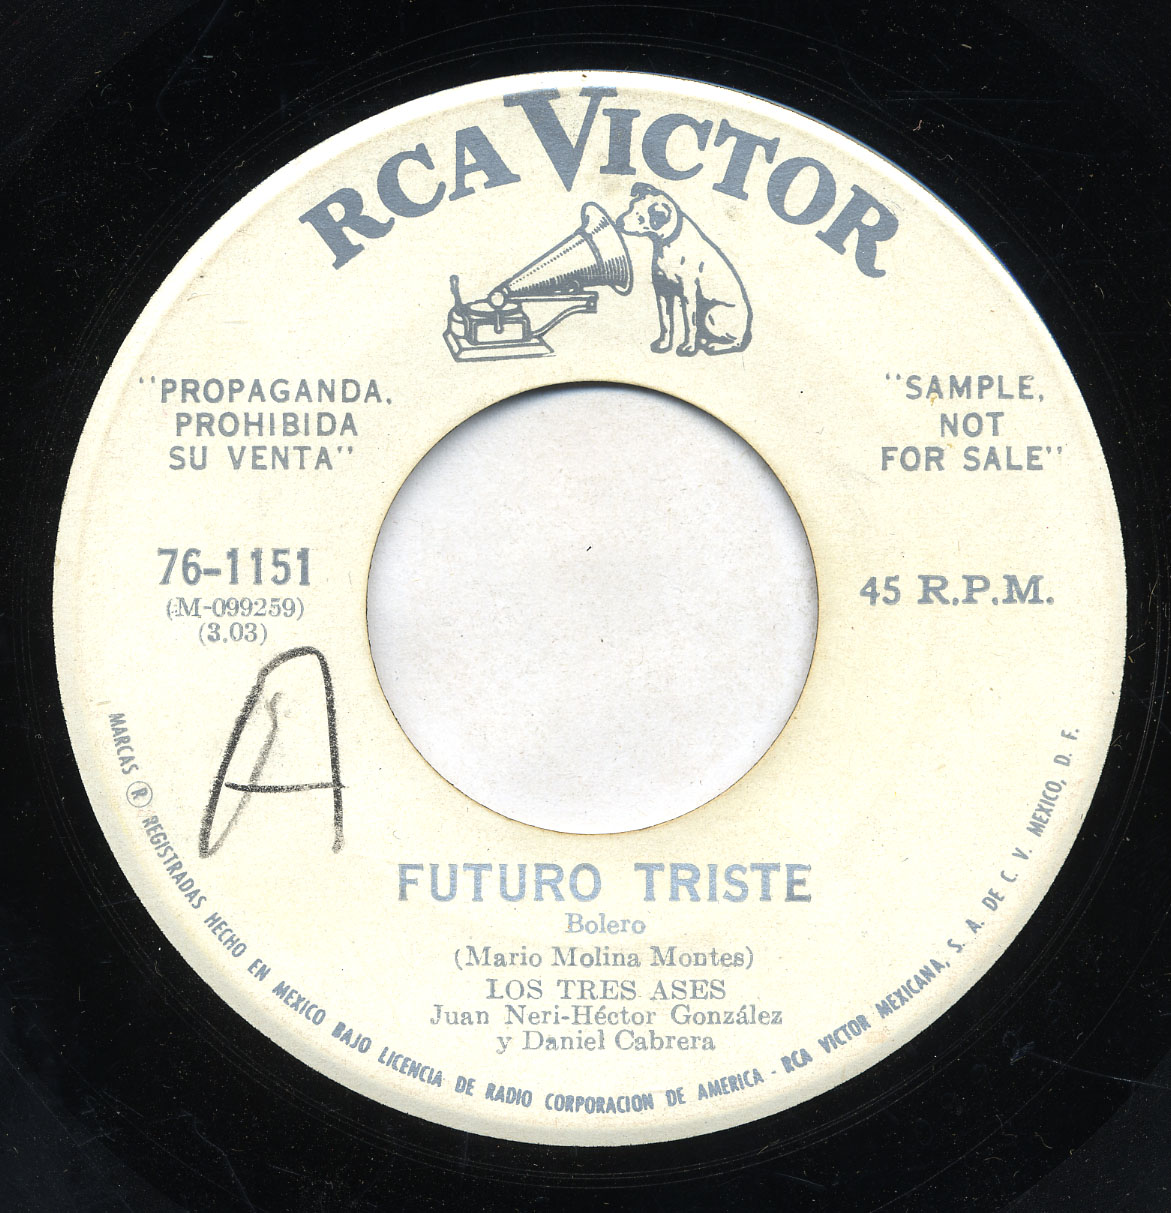 RCA VICTOR
"PROPAGANDA,
PROHIBIDA
SU VENTA"
"SAMPLE,
NOT
FOR SALE"
76-1151
(M-099259)
(3.03)
45 R.P.M.
A
FUTURO TRISTE
Bolero
(Mario Molina Montes)
LOS TRES ASES
Juan Neri-Héctor González
y Daniel Cabrera
MARCAS ® REGISTRADAS HECHO EN MEXICO BAJO LICENCIA DE RADIO CORPORACION DE AMERICA - RCA VICTOR MEXICANA, S. A. DE C. V. MEXICO, D. F.